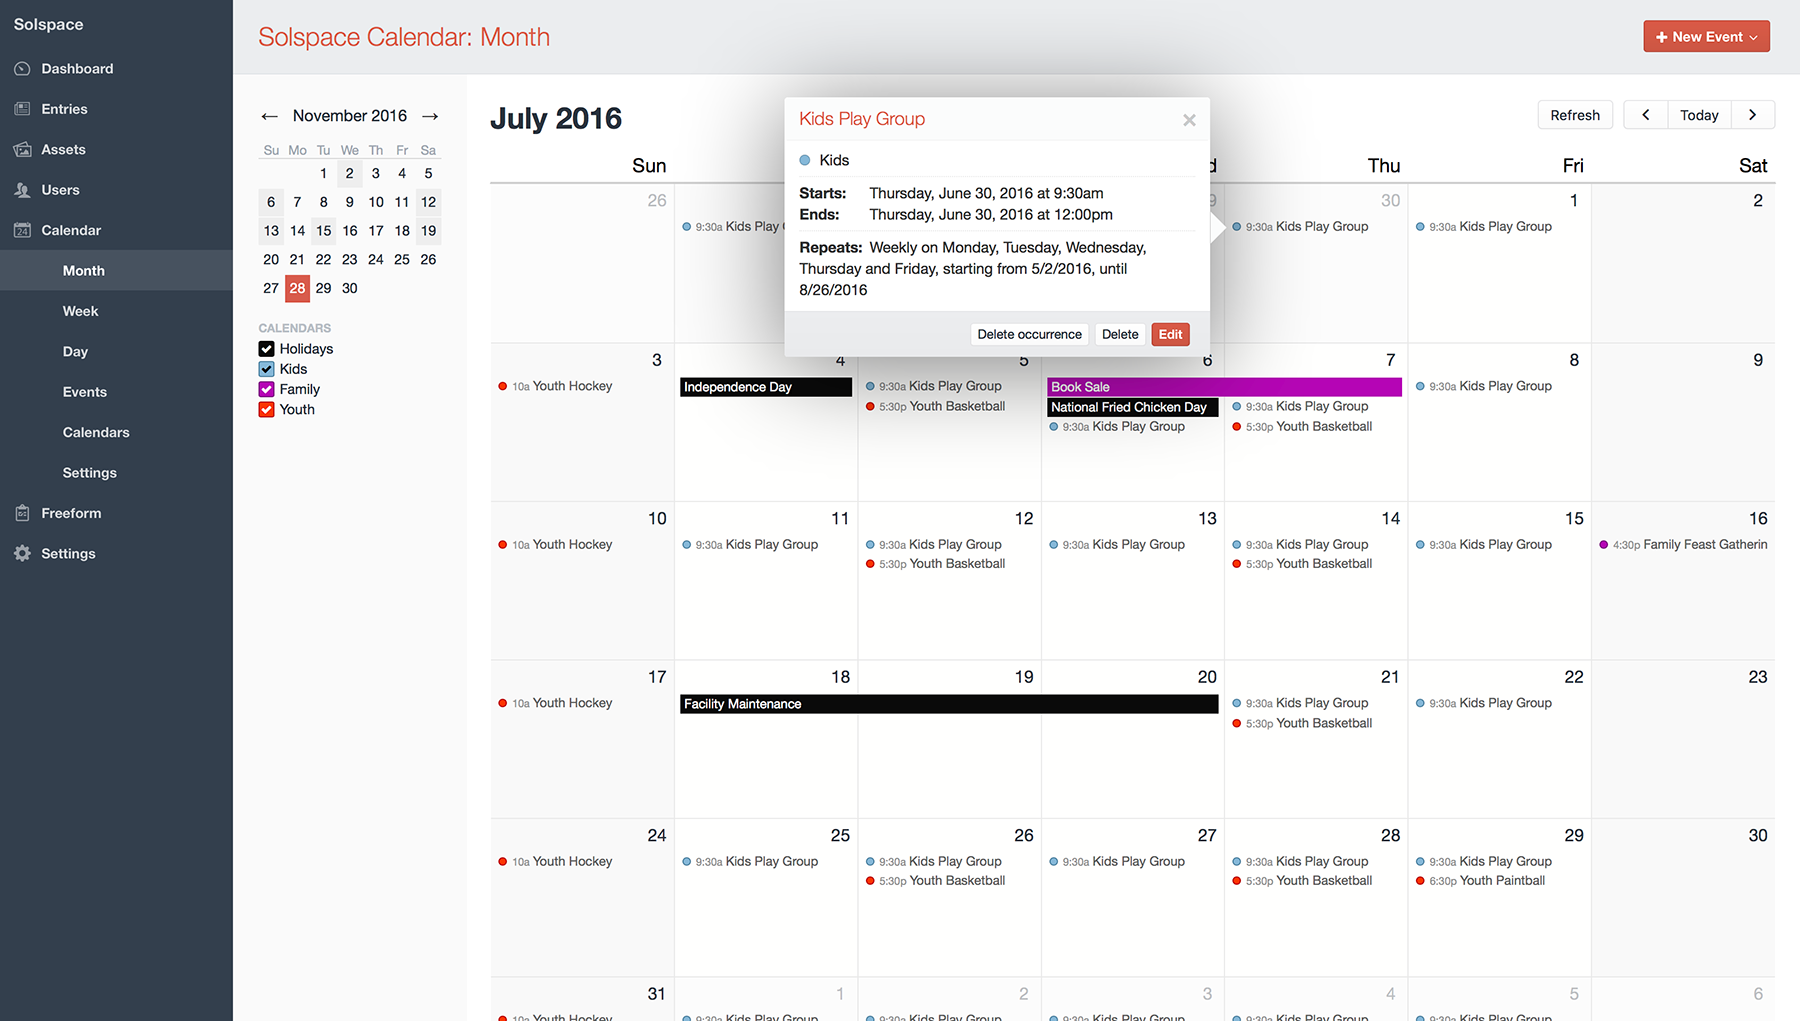 Solspace
Dashboard
Entries
Assets
Users
Calendar
Month
Week
Day
Events
Calendars
Settings
Freeform
Settings
Solspace Calendar: Month
+ New Event
← November 2016 →
Su Mo Tu We Th Fr Sa
1 2 3 4 5
6 7 8 9 10 11 12
13 14 15 16 17 18 19
20 21 22 23 24 25 26
27 28 29 30
CALENDARS
Holidays
Kids
Family
Youth
July 2016
Refresh < Today >
Sun Thu Fri Sat
26 30 1 2
9:30a Kids Play 9:30a Kids Play Group 9:30a Kids Play Group
Kids Play Group ×
Kids
Starts: Thursday, June 30, 2016 at 9:30am
Ends: Thursday, June 30, 2016 at 12:00pm
Repeats: Weekly on Monday, Tuesday, Wednesday,
Thursday and Friday, starting from 5/2/2016, until
8/26/2016
Delete occurrence Delete Edit
3 4 5 6 7 8 9
10a Youth Hockey Independence Day 9:30a Kids Play Group Book Sale 9:30a Kids Play Group
5:30p Youth Basketball National Fried Chicken Day 9:30a Kids Play Group
9:30a Kids Play Group 5:30p Youth Basketball
10 11 12 13 14 15 16
10a Youth Hockey 9:30a Kids Play Group 9:30a Kids Play Group 9:30a Kids Play Group 9:30a Kids Play Group 9:30a Kids Play Group 4:30p Family Feast Gatherin
5:30p Youth Basketball 5:30p Youth Basketball
17 18 19 20 21 22 23
10a Youth Hockey Facility Maintenance 9:30a Kids Play Group 9:30a Kids Play Group
5:30p Youth Basketball
24 25 26 27 28 29 30
10a Youth Hockey 9:30a Kids Play Group 9:30a Kids Play Group 9:30a Kids Play Group 9:30a Kids Play Group 9:30a Kids Play Group
5:30p Youth Basketball 5:30p Youth Basketball 6:30p Youth Paintball
31 1 2 3 4 5 6
10a Youth Hockey 9:30a Kids Play Group 9:30a Kids Play Group 9:30a Kids Play Group 9:30a Kids Play Group 9:30a Kids Play Group